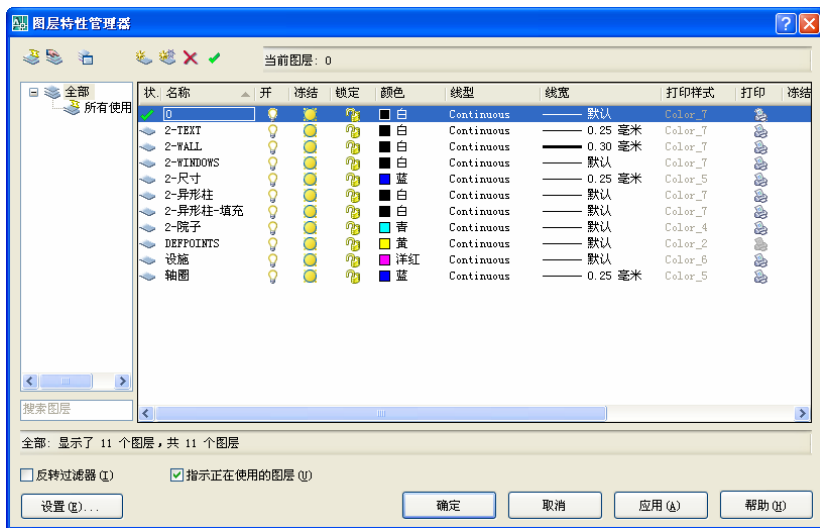 图层特性管理器
当前图层: 0
全部
所有使用
状. 名称 开 冻结 锁定 颜色 线型 线宽 打印样式 打印 冻结
0 白 Continuous 默认 Color_7
2-TEXT 白 Continuous 0.25 毫米 Color_7
2-WALL 白 Continuous 0.30 毫米 Color_7
2-WINDOWS 白 Continuous 默认 Color_7
2-尺寸 蓝 Continuous 0.25 毫米 Color_5
2-异形柱 白 Continuous 默认 Color_7
2-异形柱-填充 白 Continuous 默认 Color_7
2-院子 青 Continuous 默认 Color_4
DEFPOINTS 黄 Continuous 默认 Color_2
设施 洋红 Continuous 默认 Color_6
轴圈 蓝 Continuous 0.25 毫米 Color_5
搜索图层
全部: 显示了 11 个图层，共 11 个图层
反转过滤器(I) 指示正在使用的图层(U)
设置(E)... 确定 取消 应用(A) 帮助(H)